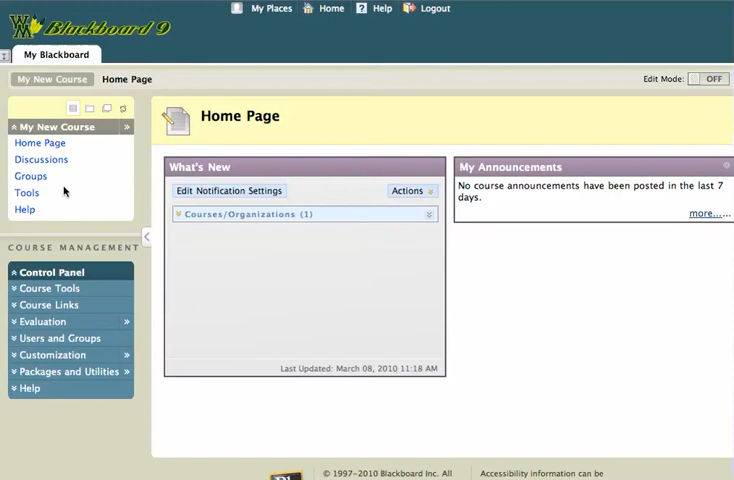 My Places Home ? Help Logout
WM Blackboard 9
My Blackboard
My New Course Home Page Edit Mode: OFF
My New Course
Home Page
Discussions
Groups
Tools
Help
COURSE MANAGEMENT
Control Panel
Course Tools
Course Links
Evaluation
Users and Groups
Customization
Packages and Utilities
Help
Home Page
What's New
Edit Notification Settings Actions
Courses/Organizations (1)
Last Updated: March 08, 2010 11:18 AM
My Announcements
No course announcements have been posted in the last 7
days.
more......
© 1997-2010 Blackboard Inc. All Accessibility information can be